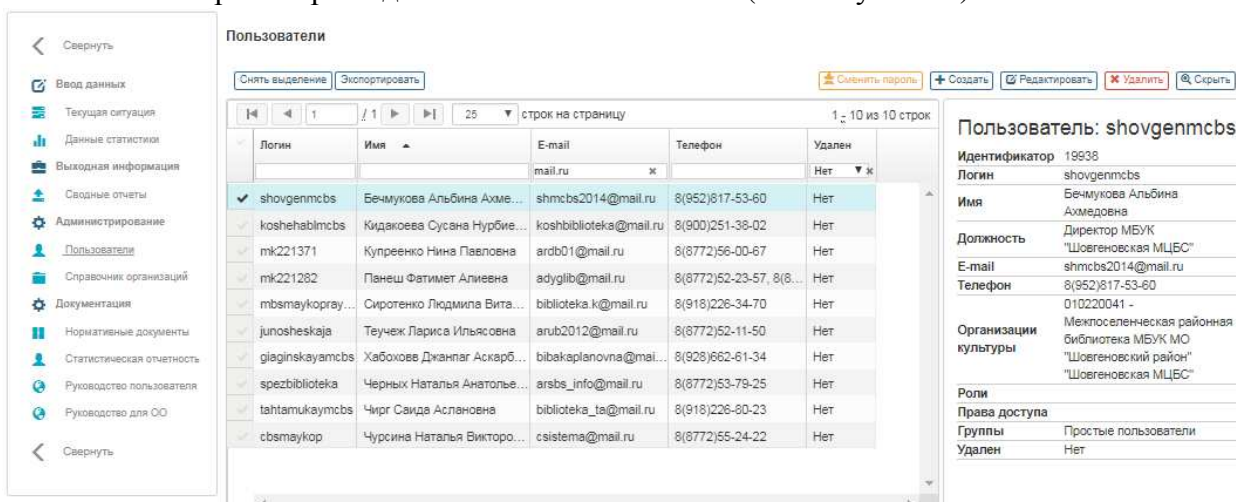 Свернуть
Ввод данных
Текущая ситуация
Данные статистики
Выходная информация
Сводные отчеты
Администрирование
Пользователи
Справочник организаций
Документация
Нормативные документы
Статистическая отчетность
Руководство пользователя
Руководство для ОО
Свернуть
Пользователи
Снять выделение Экспортировать
Сменить пароль Создать Редактировать Удалить Скрыть
1 / 1 25 строк на страницу 1 - 10 из 10 строк
Логин Имя E-mail Телефон Удален
mail.ru Нет
shovgenmcbs Бечмукова Альбина Ахме... shmcbs2014@mail.ru 8(952)817-53-60 Нет
koshehablmcbs Кидакоева Сусана Нурбие... koshbiblioteka@mail.ru 8(900)251-38-02 Нет
mk221371 Купреенко Нина Павловна ardb01@mail.ru 8(8772)56-00-67 Нет
mk221282 Панеш Фатимет Алиевна adyglib@mail.ru 8(8772)52-23-57, 8(8... Нет
mbsmaykopray... Сиротенко Людмила Вита... biblioteka.k@mail.ru 8(918)226-34-70 Нет
junosheskaja Теучеж Лариса Ильясовна arub2012@mail.ru 8(8772)52-11-50 Нет
giaginskayamcbs Хабохов Джанпаг Аскарб... bibakaplanovna@mai... 8(928)662-61-34 Нет
spezbiblioteka Черных Наталья Анатолье... arsbs_info@mail.ru 8(8772)53-79-25 Нет
tahtamukaymcbs Чирг Саида Аслановна biblioteka_ta@mail.ru 8(918)226-80-23 Нет
cbsmaykop Чурсина Наталья Викторо... csistema@mail.ru 8(8772)55-24-22 Нет
Пользователь: shovgenmcbs
Идентификатор 19938
Логин shovgenmcbs
Имя Бечмукова Альбина
Ахмедовна
Должность Директор МБУК
"Шовгеновская МЦБС"
E-mail shmcbs2014@mail.ru
Телефон 8(952)817-53-60
Организации культуры 010220041 -
Межпоселенческая районная
библиотека МБУК МО
"Шовгеновский район"
"Шовгеновская МЦБС"
Роли
Права доступа
Группы Простые пользователи
Удален Нет